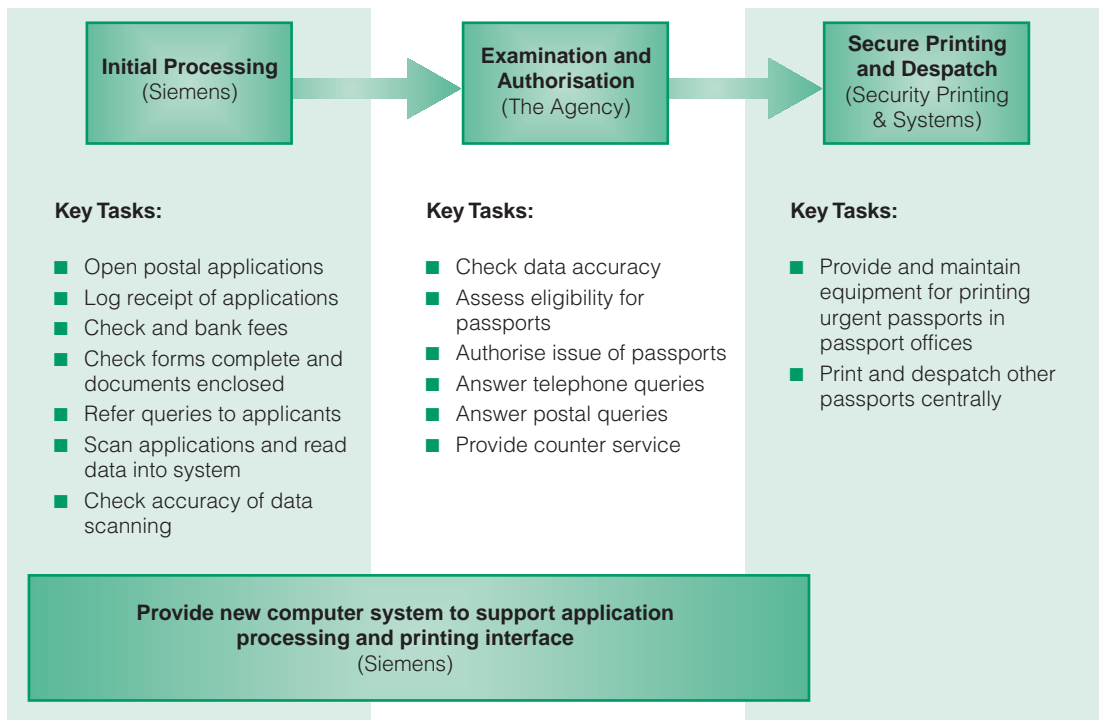 Initial Processing
(Siemens)
Examination and
Authorisation
(The Agency)
Secure Printing
and Despatch
(Security Printing
& Systems)
Key Tasks:
Open postal applications
Log receipt of applications
Check and bank fees
Check forms complete and
documents enclosed
Refer queries to applicants
Scan applications and read
data into system
Check accuracy of data
scanning
Key Tasks:
Check data accuracy
Assess eligibility for
passports
Authorise issue of passports
Answer telephone queries
Answer postal queries
Provide counter service
Key Tasks:
Provide and maintain
equipment for printing
urgent passports in
passport offices
Print and despatch other
passports centrally
Provide new computer system to support application
processing and printing interface
(Siemens)